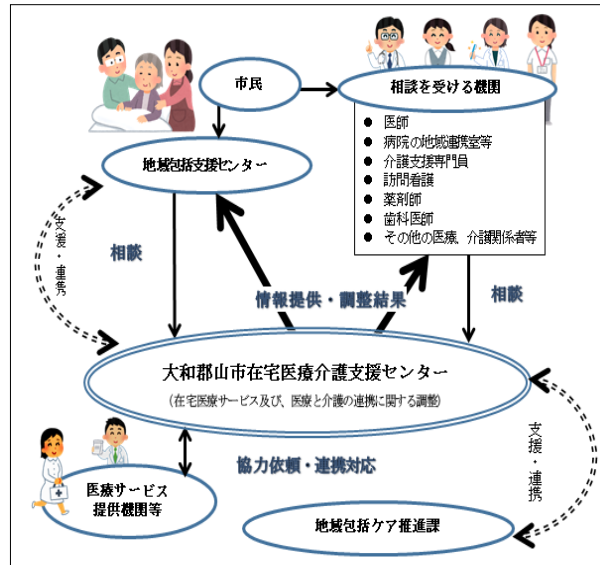 市民
相談を受ける機関
● 医師
● 病院の地域連携室等
● 介護支援専門員
● 訪問看護
● 薬剤師
● 歯科医師
● その他の医療、介護関係者等
地域包括支援センター
支援・連携
相談
情報提供・調整結果
相談
大和郡山市在宅医療介護支援センター
（在宅医療サービス及び、医療と介護の連携に関する調整）
支援・連携
協力依頼・連携対応
医療サービス
提供機関等
地域包括ケア推進課